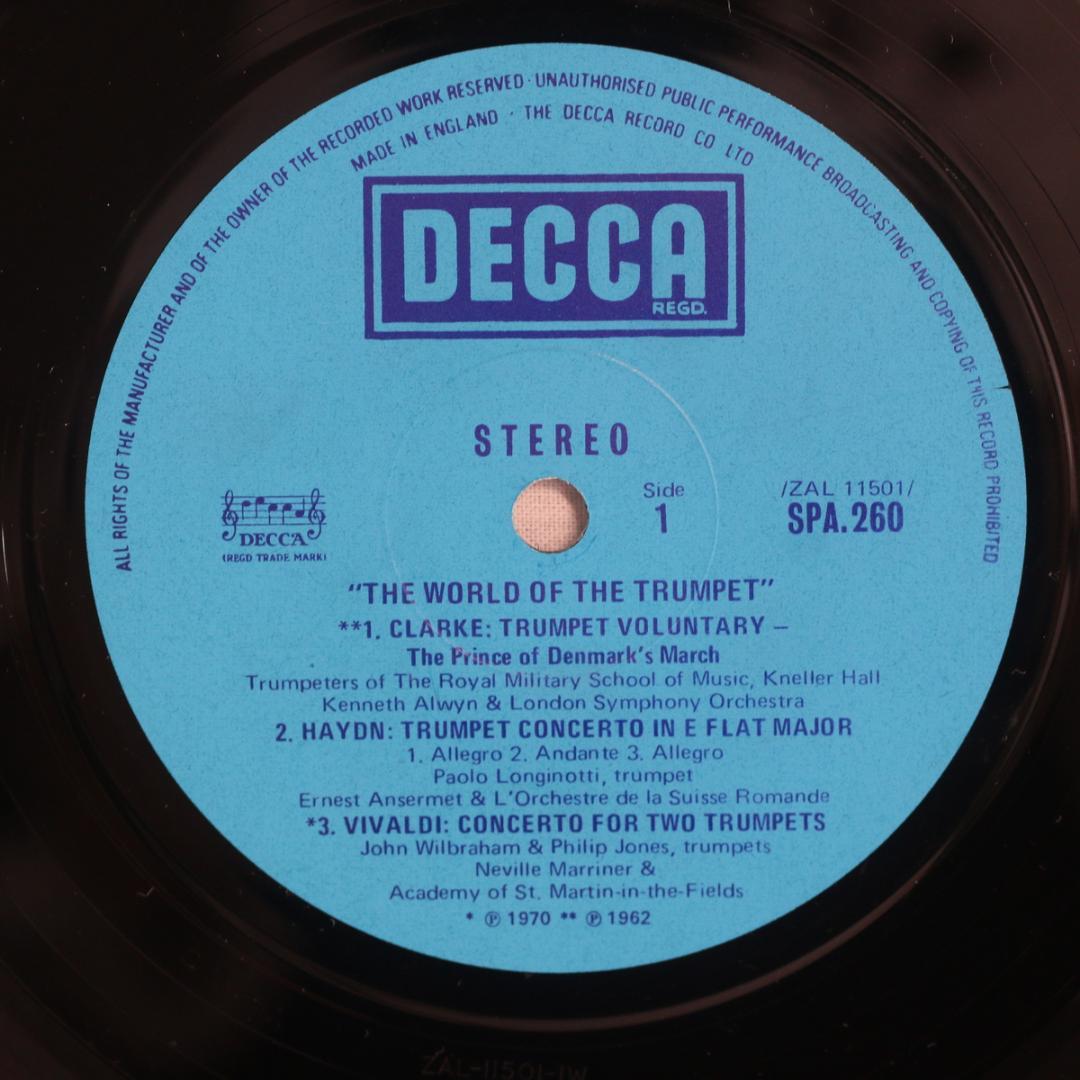 ALL RIGHTS OF THE MANUFACTURER AND OF THE OWNER OF THE RECORDED WORK RESERVED · UNAUTHORISED PUBLIC PERFORMANCE BROADCASTING AND COPYING OF THIS RECORD PROHIBITED
MADE IN ENGLAND · THE DECCA RECORD CO LTD
DECCA
REGD.
STEREO
Side
1
/ZAL 11501/
SPA.260
DECCA
(REGD TRADE MARK)
“THE WORLD OF THE TRUMPET”
**1. CLARKE: TRUMPET VOLUNTARY –
The Prince of Denmark's March
Trumpeters of The Royal Military School of Music, Kneller Hall
Kenneth Alwyn & London Symphony Orchestra
2. HAYDN: TRUMPET CONCERTO IN E FLAT MAJOR
1. Allegro 2. Andante 3. Allegro
Paolo Longinotti, trumpet
Ernest Ansermet & L'Orchestre de la Suisse Romande
*3. VIVALDI: CONCERTO FOR TWO TRUMPETS
John Wilbraham & Philip Jones, trumpets
Neville Marriner &
Academy of St. Martin-in-the-Fields
* ℗ 1970 ** ℗ 1962
ZAL-11501-1W